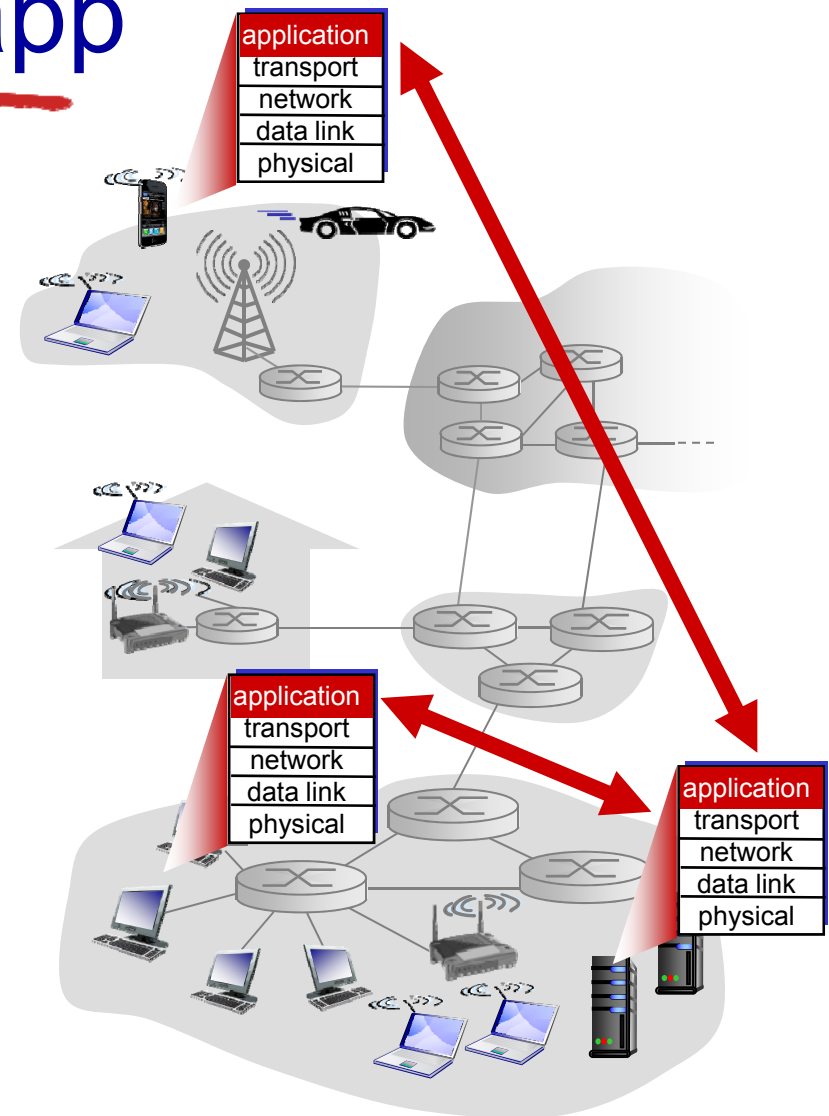 app
application
transport
network
data link
physical
application
transport
network
data link
physical
application
transport
network
data link
physical